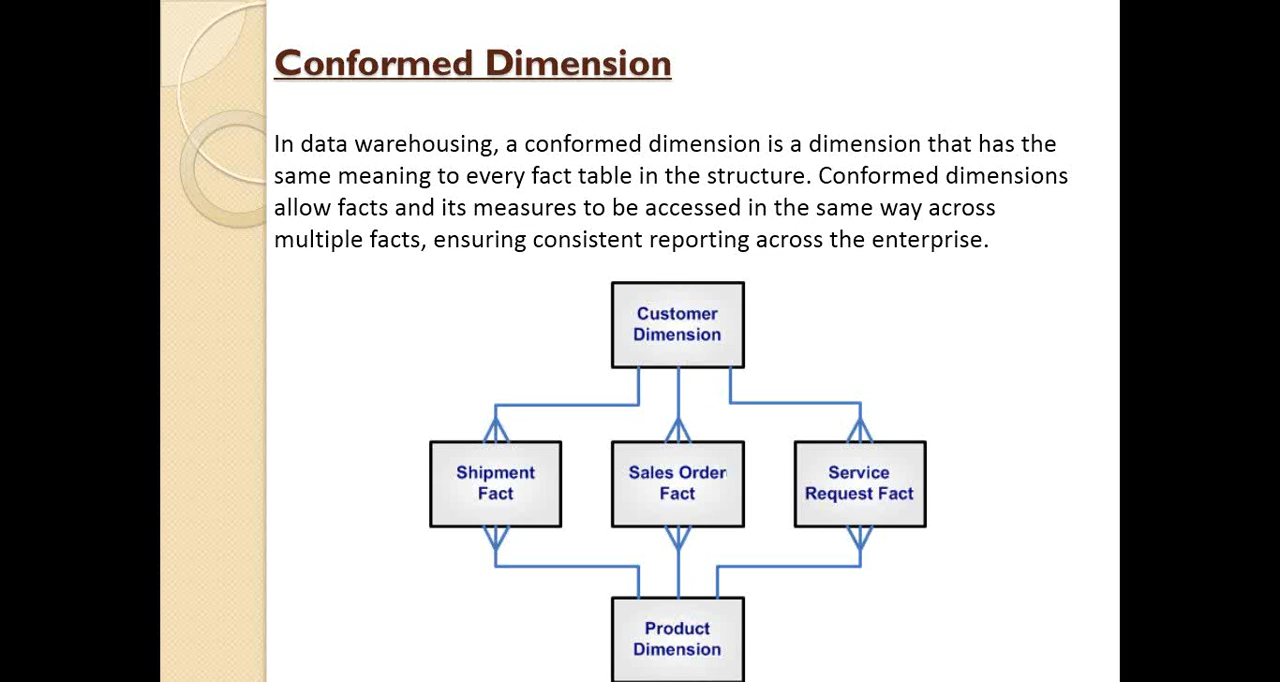 Conformed Dimension
In data warehousing, a conformed dimension is a dimension that has the
same meaning to every fact table in the structure. Conformed dimensions
allow facts and its measures to be accessed in the same way across
multiple facts, ensuring consistent reporting across the enterprise.
Customer
Dimension
Shipment
Fact
Sales Order
Fact
Service
Request Fact
Product
Dimension